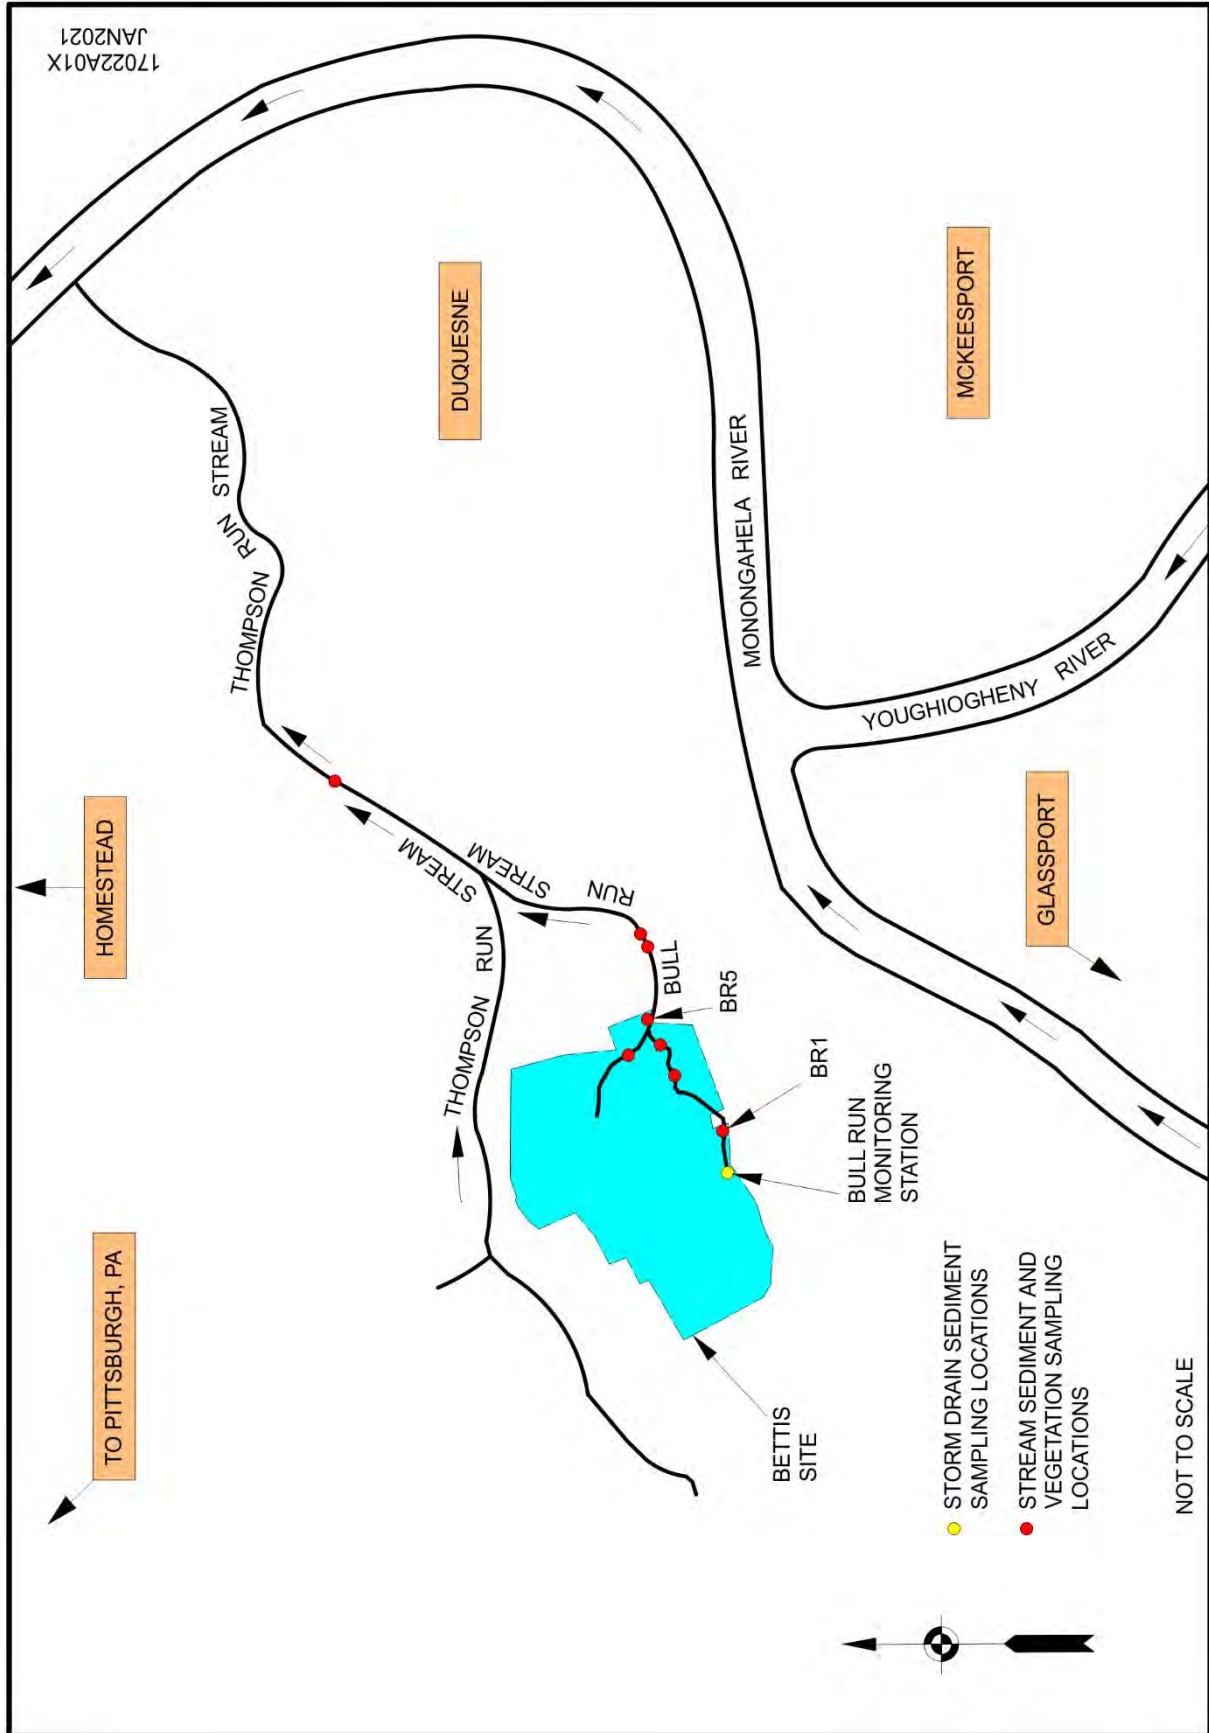 17022A01X
JAN2021
TO PITTSBURGH, PA
HOMESTEAD
THOMPSON
RUN
STREAM
DUQUESNE
THOMPSON
RUN
STREAM
STREAM
RUN
BULL
BR5
BR1
BULL RUN
MONITORING
STATION
BETTIS
SITE
MONONGAHELA RIVER
YOUGHIOGHENY RIVER
MCKEESPORT
GLASSPORT
STORM DRAIN SEDIMENT
SAMPLING LOCATIONS
STREAM SEDIMENT AND
VEGETATION SAMPLING
LOCATIONS
NOT TO SCALE